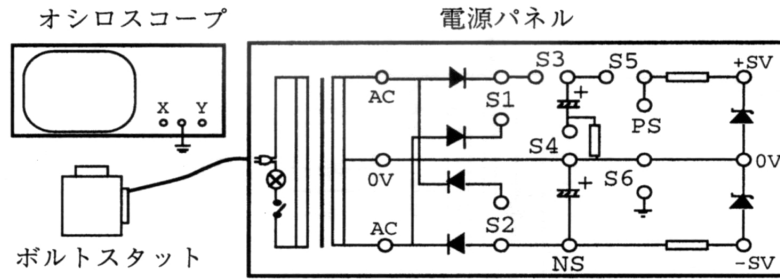 オシロスコープ
電源パネル
X Y
ボルトスタット
AC
0V
AC
S1
S2
S3
S4
S5
S6
PS
NS
+SV
0V
-SV